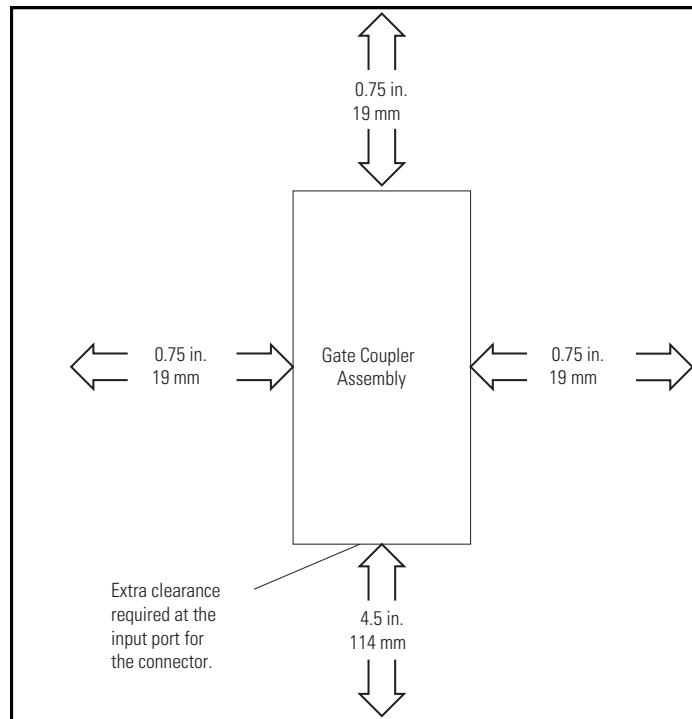 0.75 in.
19 mm
0.75 in.
19 mm
Gate Coupler
Assembly
0.75 in.
19 mm
Extra clearance
required at the
input port for
the connector.
4.5 in.
114 mm